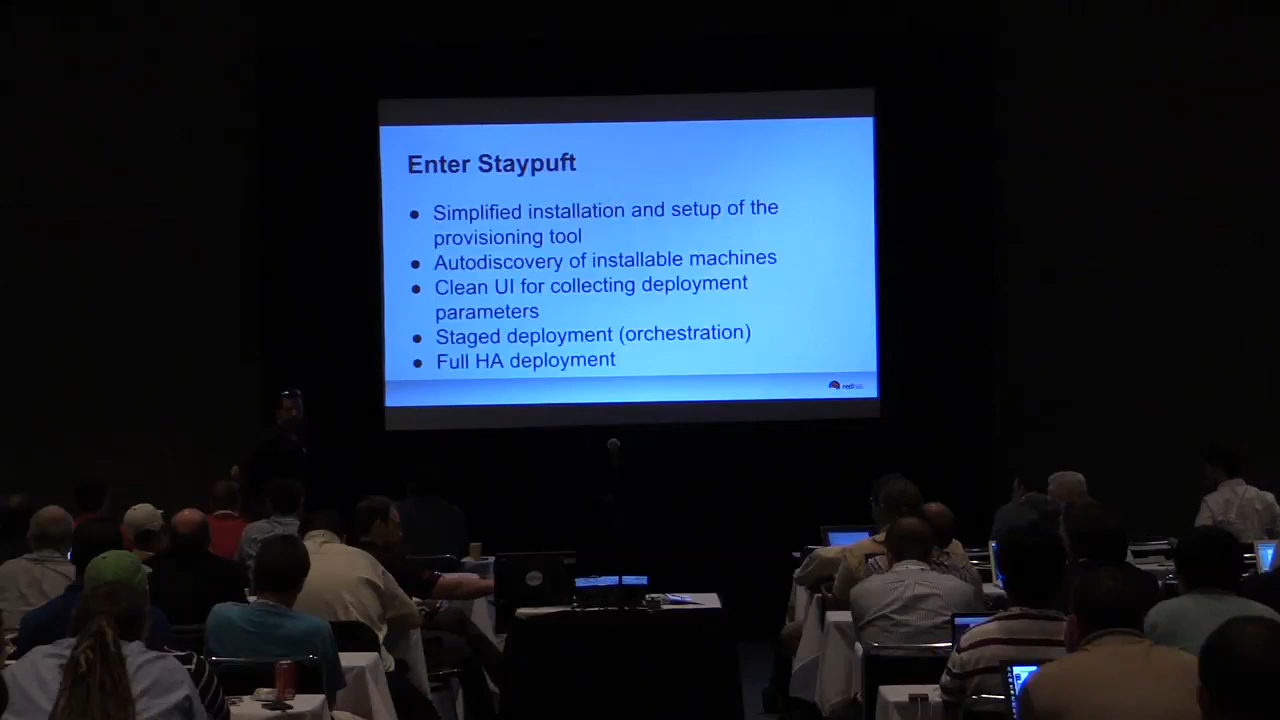 Enter Staypuft
● Simplified installation and setup of the
provisioning tool
● Autodiscovery of installable machines
● Clean UI for collecting deployment
parameters
● Staged deployment (orchestration)
● Full HA deployment